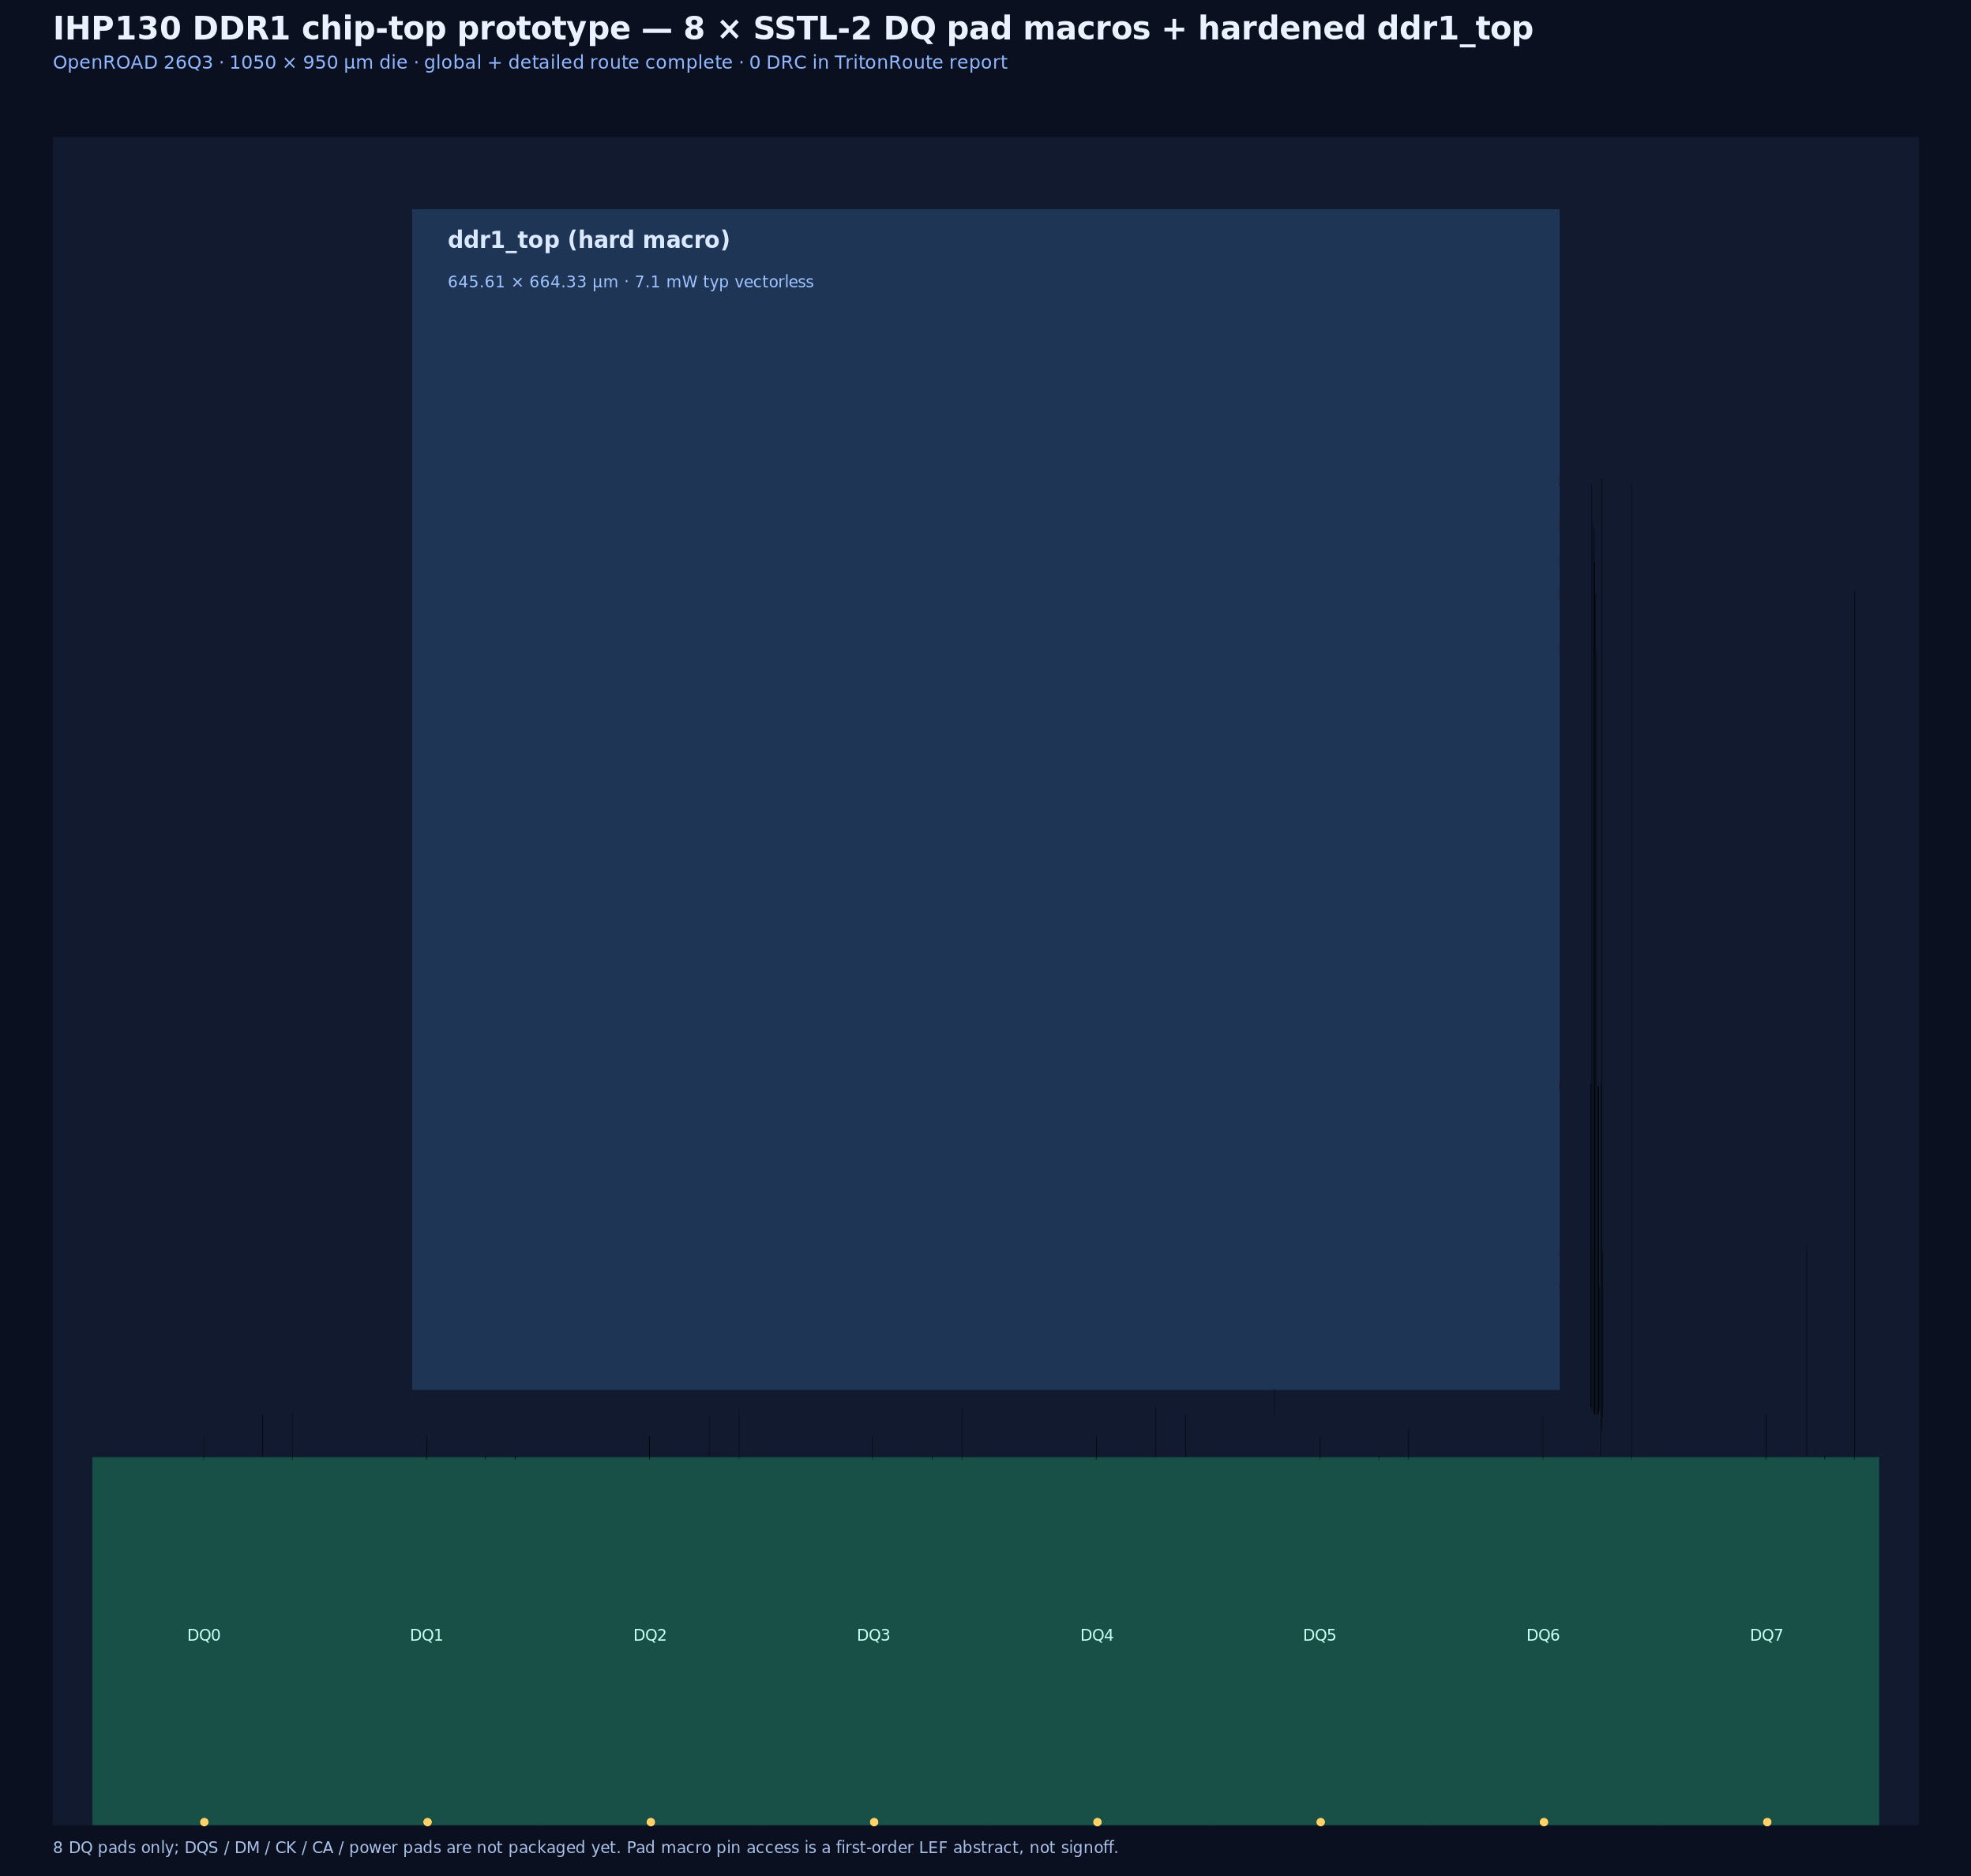 IHP130 DDR1 chip-top prototype — 8 × SSTL-2 DQ pad macros + hardened ddr1_top
OpenROAD 26Q3 · 1050 × 950 µm die · global + detailed route complete · 0 DRC in TritonRoute report
ddr1_top (hard macro)
645.61 × 664.33 µm · 7.1 mW typ vectorless
DQ0 DQ1 DQ2 DQ3 DQ4 DQ5 DQ6 DQ7
8 DQ pads only; DQS / DM / CK / CA / power pads are not packaged yet. Pad macro pin access is a first-order LEF abstract, not signoff.